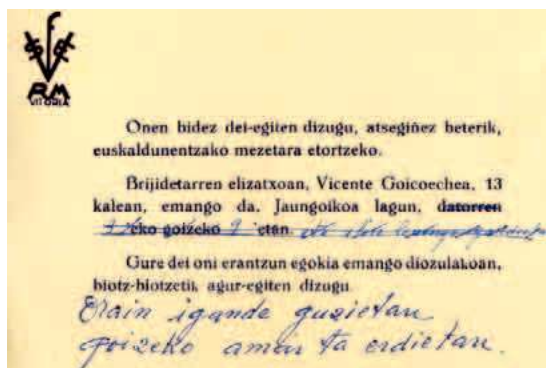 RM
VITORIA
Onen bidez dei-egiten dizugu, atsegiñez beterik,
euskaldunentzako mezetara etortzeko.
Brijidetarren elizatxoan, Vicente Goicoechea, 13
kalean, emango da, Jaungoikoa lagun, datorren
eko goizeko 9 etan.
Gure dei oni erantzun egokia emango diozulakoan,
biotz-biotzetik agur-egiten dizugu.
Orain igande guzietan
goizeko amar ta erdietan.